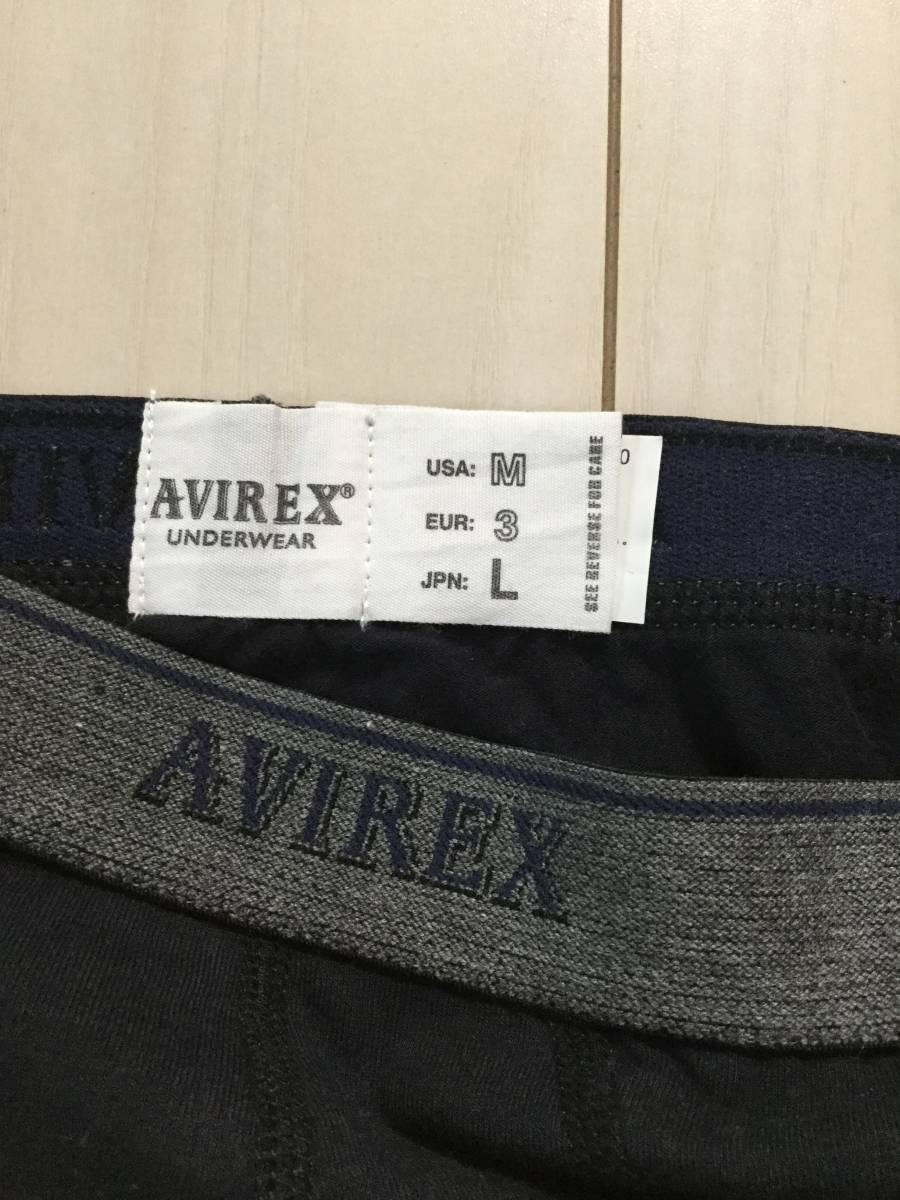 AVIREX®
UNDERWEAR
USA: M
EUR: 3
JPN: L
SEE REVERSE FOR CARE
AVIREX